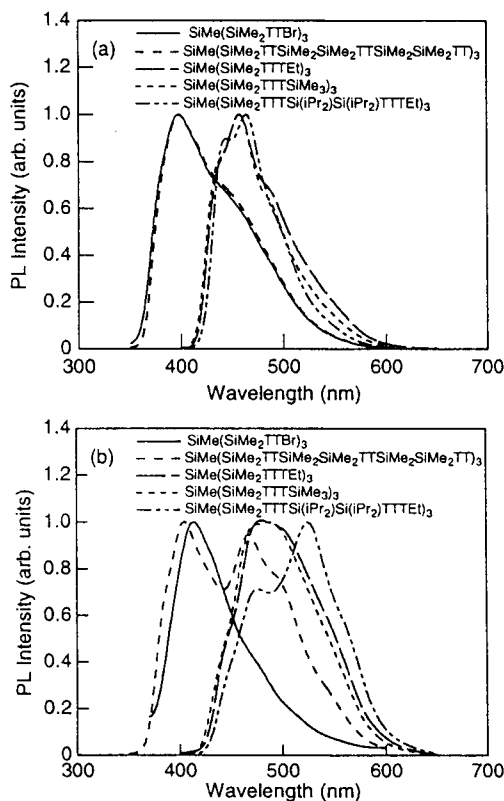 (a)
SiMe(SiMe2TTBr)3
SiMe(SiMe2TTSiMe2SiMe2TTSiMe2SiMe2TT)3
SiMe(SiMe2TTTEt)3
SiMe(SiMe2TTTSiMe3)3
SiMe(SiMe2TTTSi(iPr2)Si(iPr2)TTTEt)3
PL Intensity (arb. units)
1.4
1.2
1.0
0.8
0.6
0.4
0.2
0
300 400 500 600 700
Wavelength (nm)
(b)
SiMe(SiMe2TTBr)3
SiMe(SiMe2TTSiMe2SiMe2TTSiMe2SiMe2TT)3
SiMe(SiMe2TTTEt)3
SiMe(SiMe2TTTSiMe3)3
SiMe(SiMe2TTTSi(iPr2)Si(iPr2)TTTEt)3
PL Intensity (arb. units)
1.4
1.2
1.0
0.8
0.6
0.4
0.2
0
300 400 500 600 700
Wavelength (nm)